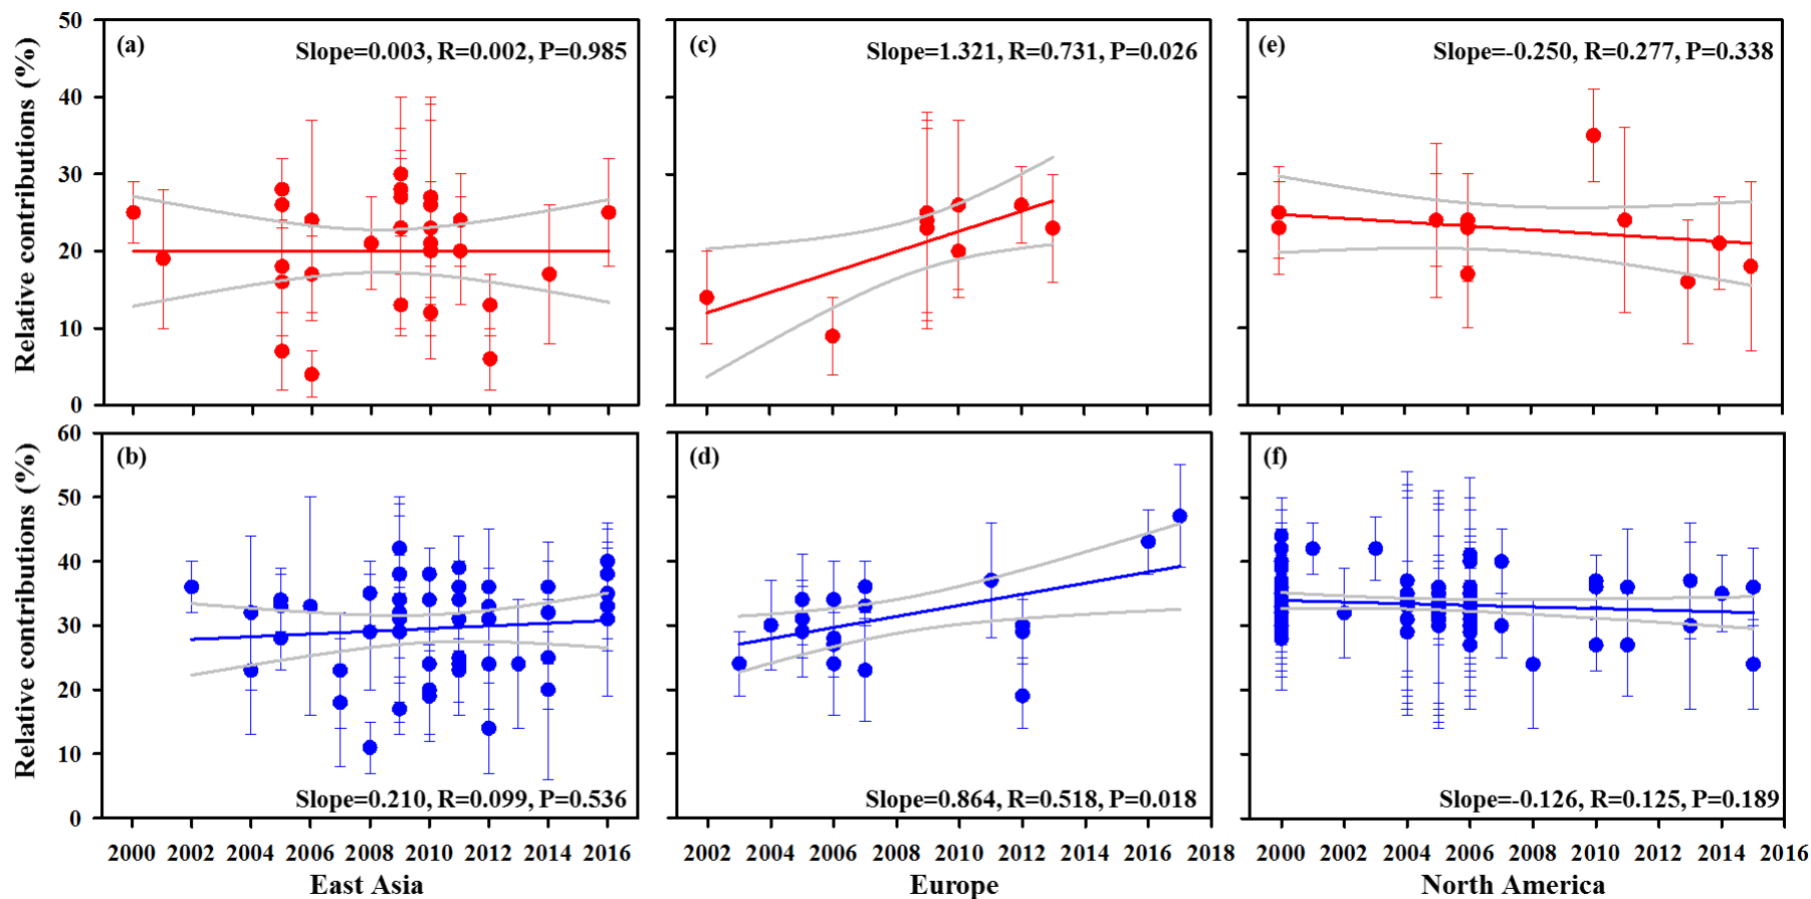 Relative contributions (%)
50
40
30
20
10
0
(a)
Slope=0.003, R=0.002, P=0.985
(c)
Slope=1.321, R=0.731, P=0.026
(e)
Slope=-0.250, R=0.277, P=0.338
Relative contributions (%)
60
50
40
30
20
10
0
(b)
Slope=0.210, R=0.099, P=0.536
(d)
Slope=0.864, R=0.518, P=0.018
(f)
Slope=-0.126, R=0.125, P=0.189
2000 2002 2004 2006 2008 2010 2012 2014 2016
2002 2004 2006 2008 2010 2012 2014 2016 2018
2000 2002 2004 2006 2008 2010 2012 2014 2016
East Asia
Europe
North America